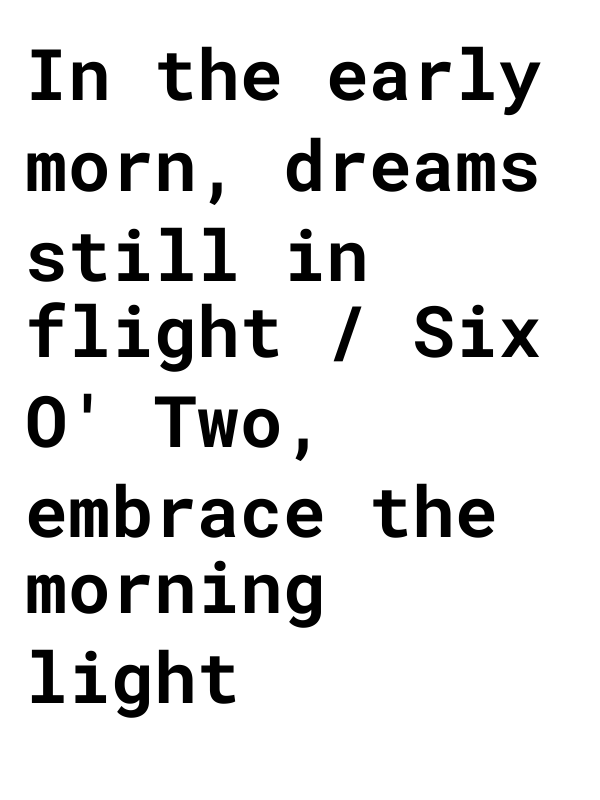 In the early
morn, dreams
still in
flight / Six
O' Two,
embrace the
morning
light